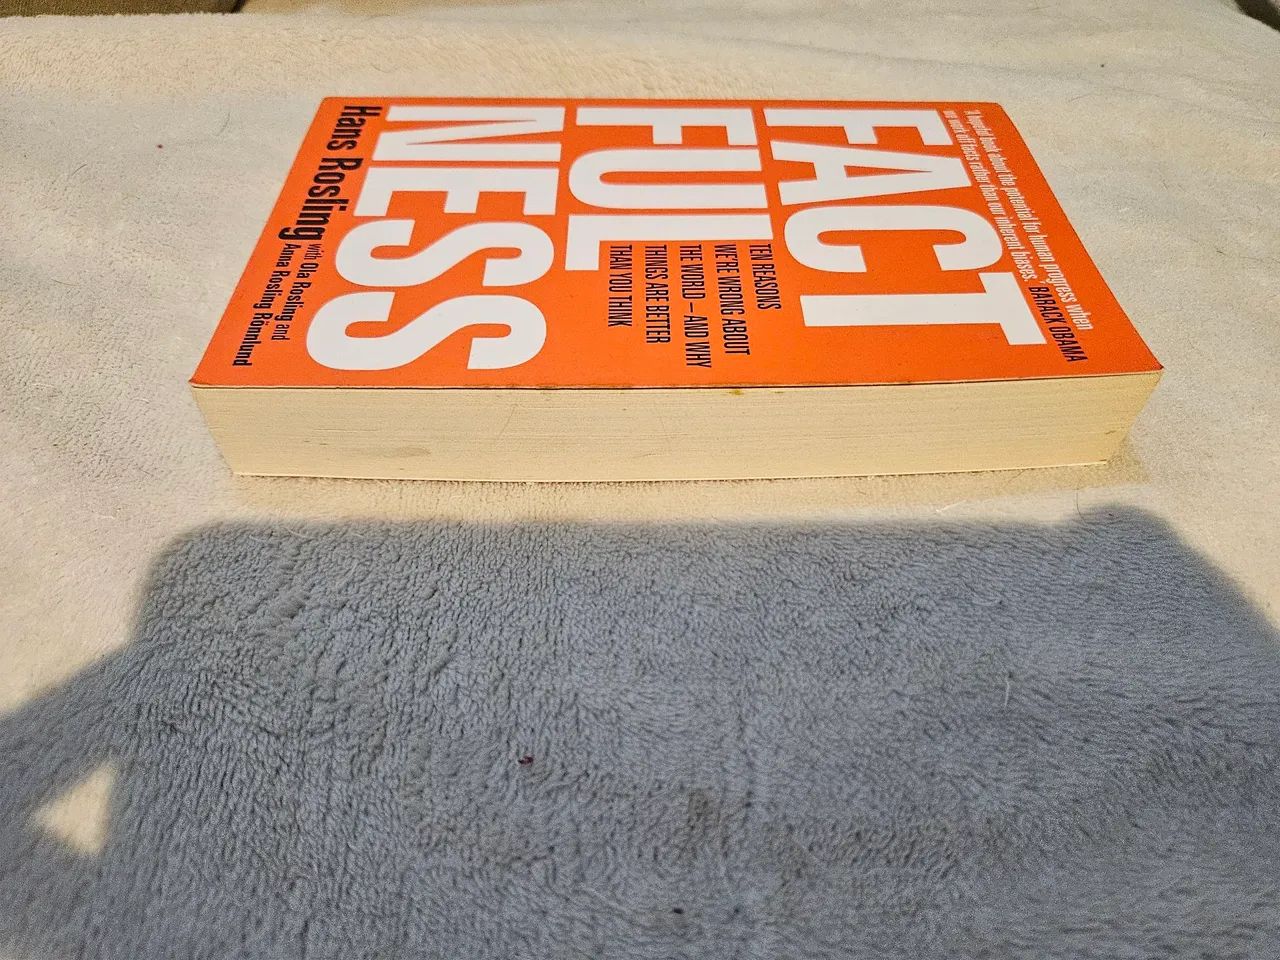 "A hopeful book about the potential for human progress when
we work off facts rather than our inherent biases." BARACK OBAMA
FACT
FUL
NESS
TEN REASONS
WE'RE WRONG ABOUT
THE WORLD – AND WHY
THINGS ARE BETTER
THAN YOU THINK
Hans Rosling with Ola Rosling and
Anna Rosling Rönnlund